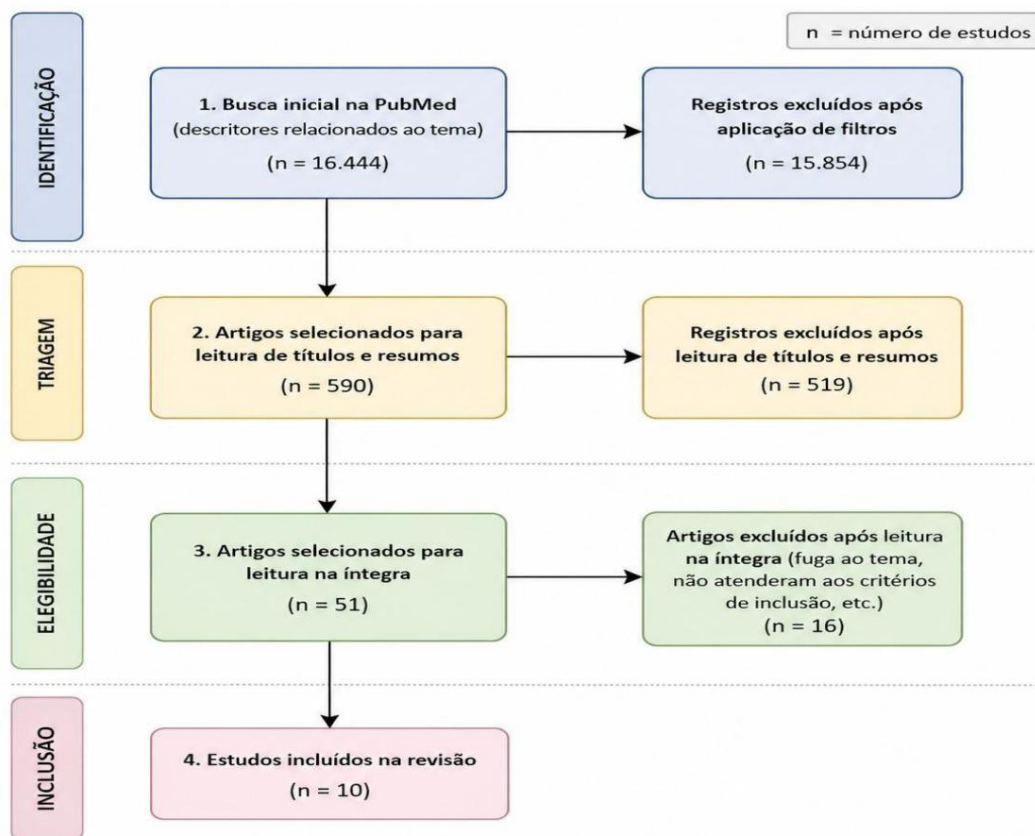 n = número de estudos
IDENTIFICAÇÃO
1. Busca inicial na PubMed
(descritores relacionados ao tema)
(n = 16.444)
Registros excluídos após
aplicação de filtros
(n = 15.854)
TRIAGEM
2. Artigos selecionados para
leitura de títulos e resumos
(n = 590)
Registros excluídos após
leitura de títulos e resumos
(n = 519)
ELEGIBILIDADE
3. Artigos selecionados para
leitura na íntegra
(n = 51)
Artigos excluídos após leitura
na íntegra (fuga ao tema,
não atenderam aos critérios
de inclusão, etc.)
(n = 16)
INCLUSÃO
4. Estudos incluídos na revisão
(n = 10)